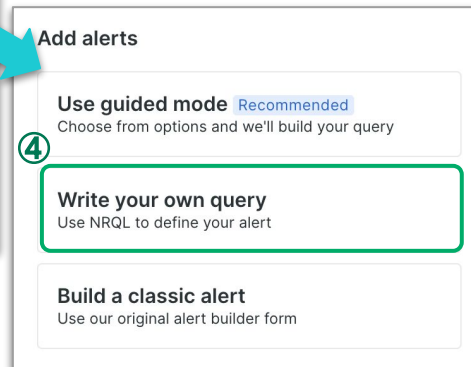 Add alerts
Use guided mode Recommended
Choose from options and we'll build your query
④
Write your own query
Use NRQL to define your alert
Build a classic alert
Use our original alert builder form